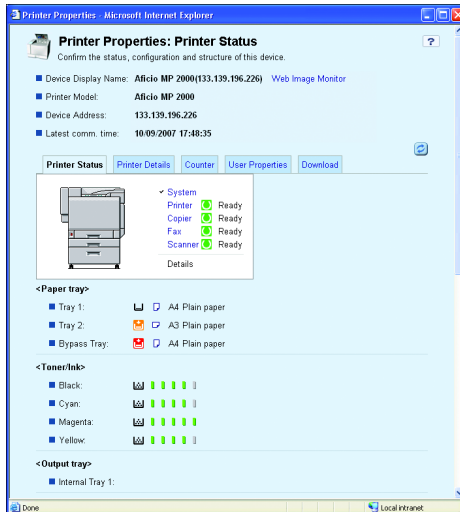 Printer Properties - Microsoft Internet Explorer
Printer Properties: Printer Status
?
Confirm the status, configuration and structure of this device.
Device Display Name: Aficio MP 2000(133.139.196.226) Web Image Monitor
Printer Model: Aficio MP 2000
Device Address: 133.139.196.226
Latest comm. time: 10/09/2007 17:48:35
Printer Status Printer Details Counter User Properties Download
System
Printer Ready
Copier Ready
Fax Ready
Scanner Ready
Details
<Paper tray>
Tray 1: A4 Plain paper
Tray 2: A3 Plain paper
Bypass Tray: A4 Plain paper
<Toner/Ink>
Black:
Cyan:
Magenta:
Yellow:
<Output tray>
Internal Tray 1:
Done Local intranet